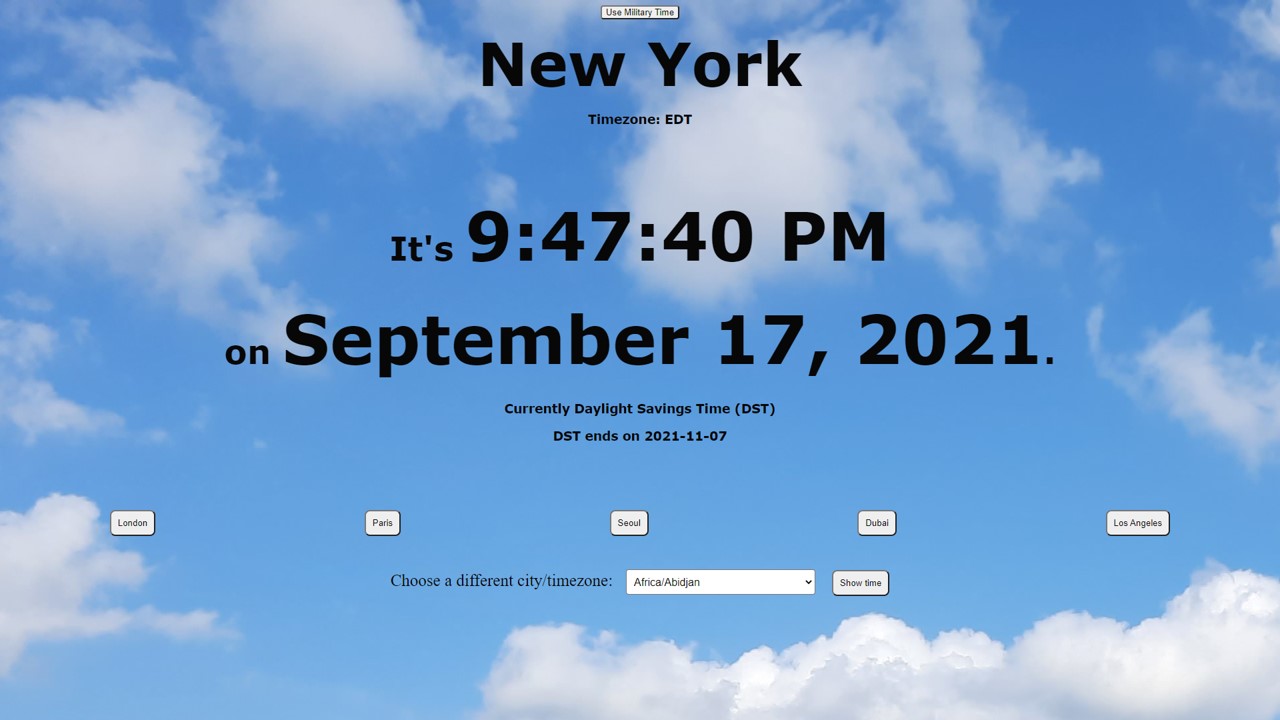 Use Military Time
New York
Timezone: EDT
It's 9:47:40 PM
on September 17, 2021.
Currently Daylight Savings Time (DST)
DST ends on 2021-11-07
London Paris Seoul Dubai Los Angeles
Choose a different city/timezone: Africa/Abidjan Show time